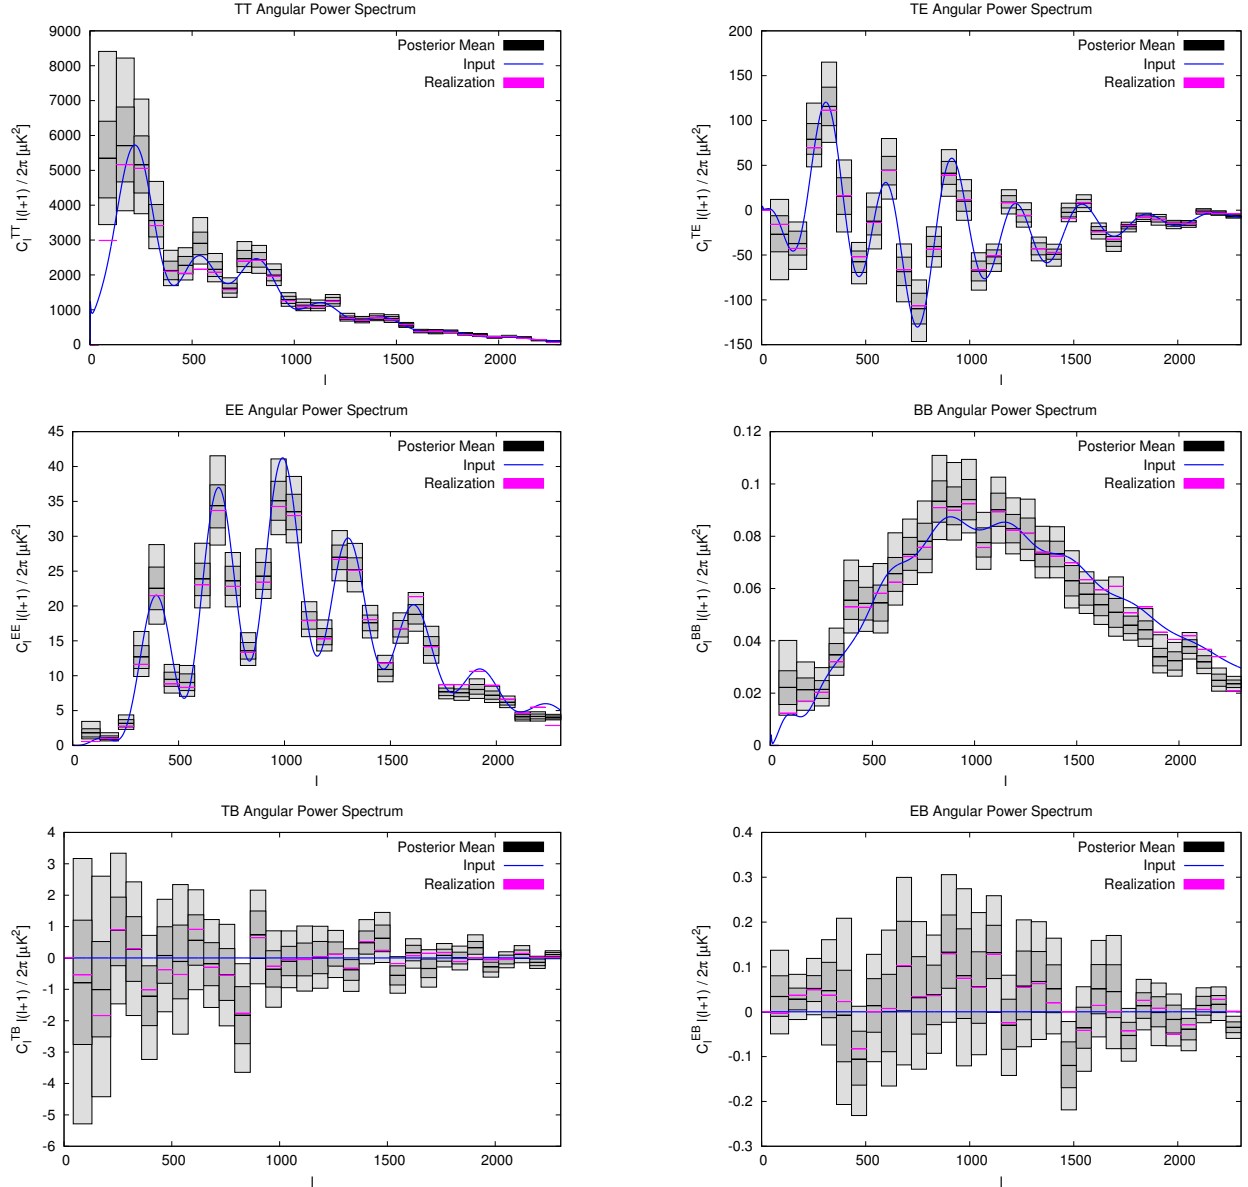 TT Angular Power Spectrum
9000
8000
7000
6000
5000
4000
3000
2000
1000
0
0 500 1000 1500 2000
C_l^TT l(l+1) / 2π [μK²]
l
Posterior Mean
Input
Realization
TE Angular Power Spectrum
200
150
100
50
0
-50
-100
-150
0 500 1000 1500 2000
C_l^TE l(l+1) / 2π [μK²]
l
Posterior Mean
Input
Realization
EE Angular Power Spectrum
45
40
35
30
25
20
15
10
5
0
0 500 1000 1500 2000
C_l^EE l(l+1) / 2π [μK²]
l
Posterior Mean
Input
Realization
BB Angular Power Spectrum
0.12
0.1
0.08
0.06
0.04
0.02
0
0 500 1000 1500 2000
C_l^BB l(l+1) / 2π [μK²]
l
Posterior Mean
Input
Realization
TB Angular Power Spectrum
4
3
2
1
0
-1
-2
-3
-4
-5
-6
0 500 1000 1500 2000
C_l^TB l(l+1) / 2π [μK²]
l
Posterior Mean
Input
Realization
EB Angular Power Spectrum
0.4
0.3
0.2
0.1
0
-0.1
-0.2
-0.3
0 500 1000 1500 2000
C_l^EB l(l+1) / 2π [μK²]
l
Posterior Mean
Input
Realization